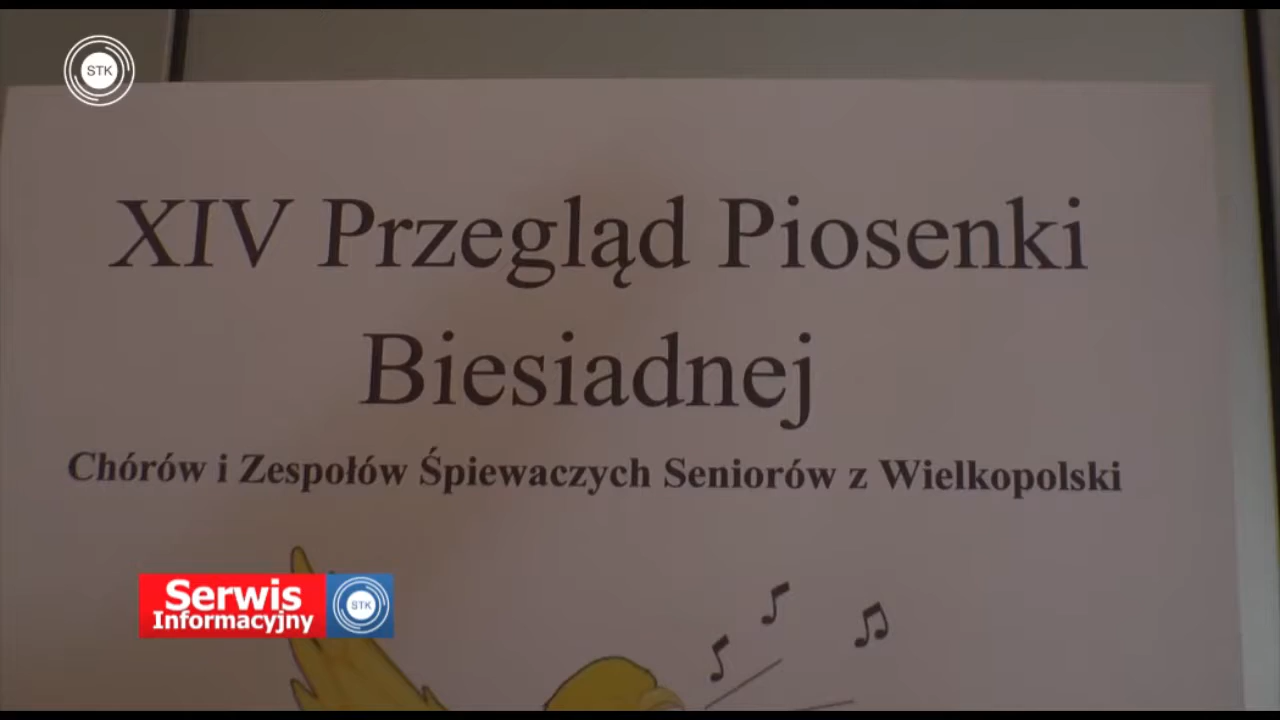 STK
XIV Przegląd Piosenki
Biesiadnej
Chórów i Zespołów Śpiewaczych Seniorów z Wielkopolski
Serwis
Informacyjny
STK